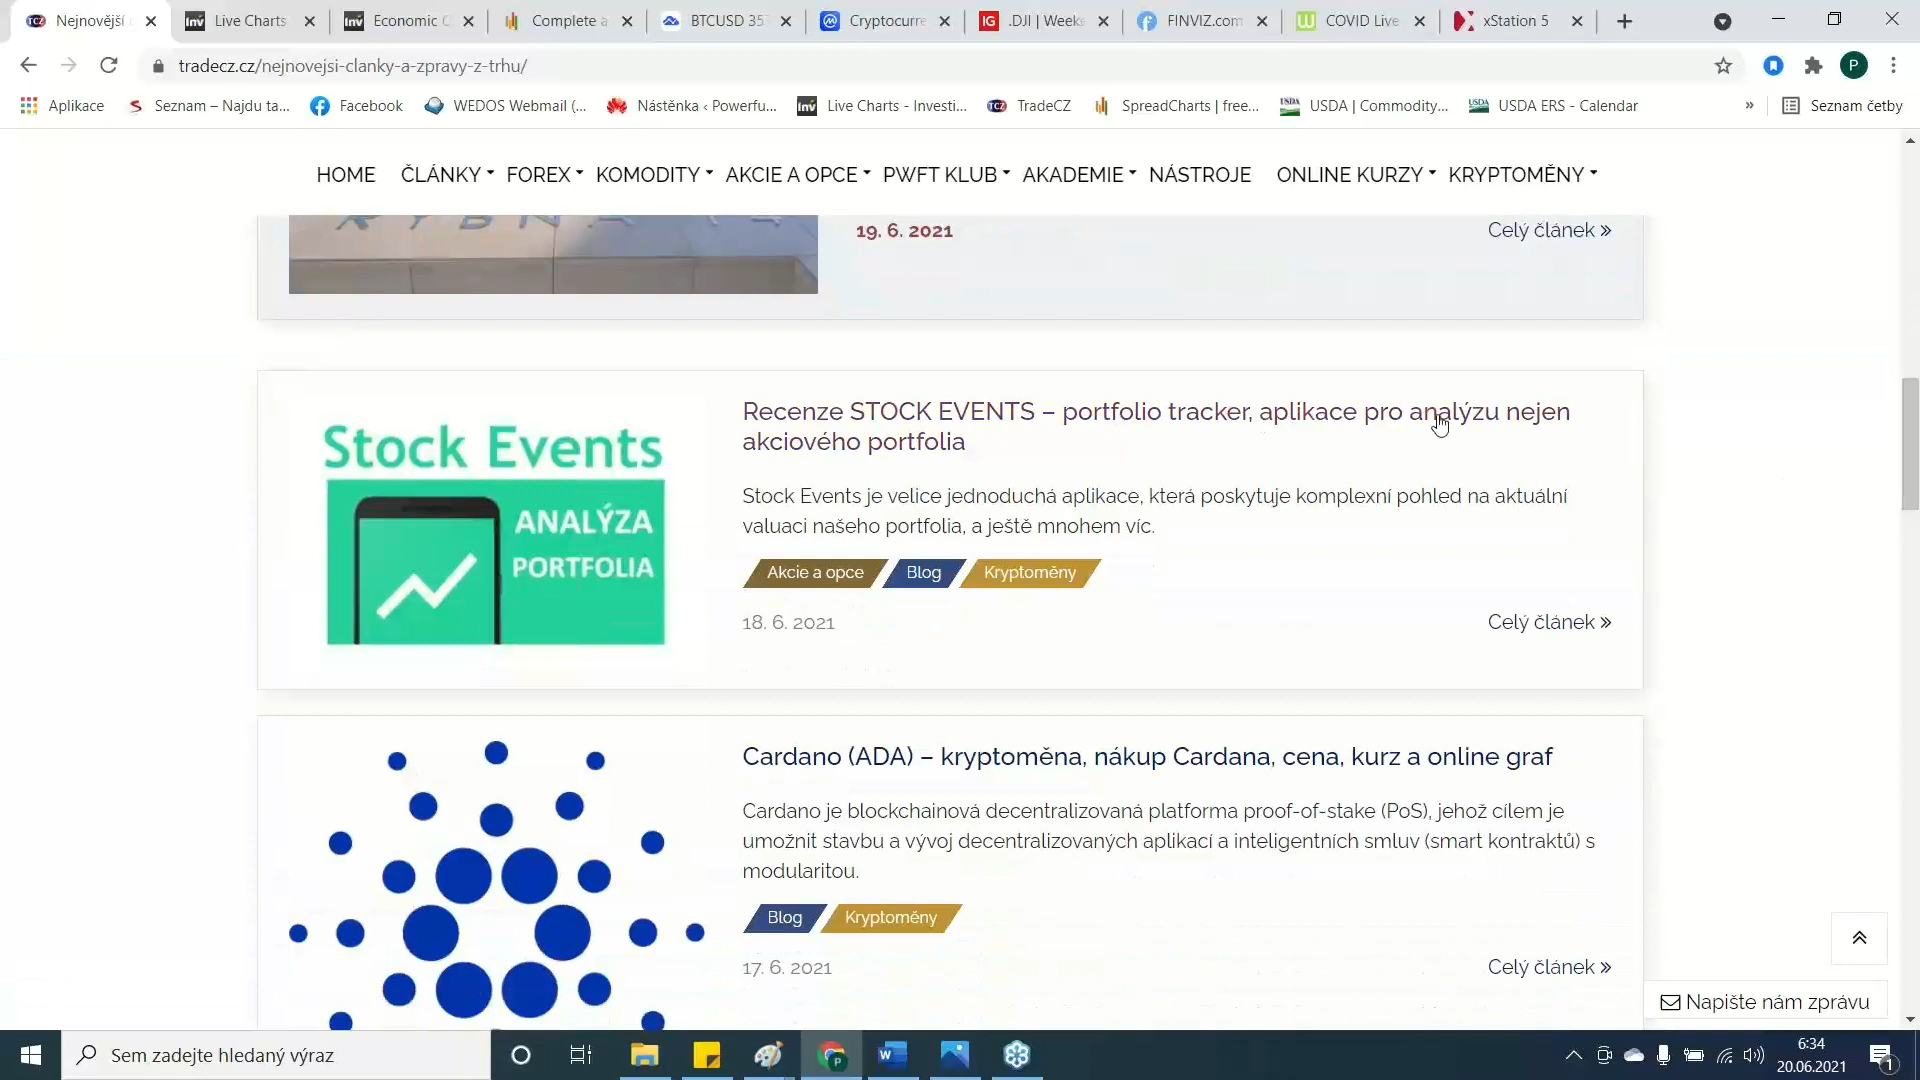 Nejnovější
Live Charts
Economic C
Complete a
BTCUSD 35
Cryptocurre
.DJI | Weeks
FINVIZ.com
COVID Live
xStation 5
tradecz.cz/nejnovejsi-clanky-a-zpravy-z-trhu/
Aplikace
Seznam – Najdu ta...
Facebook
WEDOS Webmail (...
Nástěnka ‹ Powerfu...
Live Charts - Investi...
TradeCZ
SpreadCharts | free...
USDA | Commodity...
USDA ERS - Calendar
»
Seznam četby
HOME ČLÁNKY FOREX KOMODITY AKCIE A OPCE PWFT KLUB AKADEMIE NÁSTROJE ONLINE KURZY KRYPTOMĚNY
19. 6. 2021
Celý článek »
Stock Events
ANALÝZA
PORTFOLIA
Recenze STOCK EVENTS – portfolio tracker, aplikace pro analýzu nejen
akciového portfolia
Stock Events je velice jednoduchá aplikace, která poskytuje komplexní pohled na aktuální
valuaci našeho portfolia, a ještě mnohem víc.
Akcie a opce Blog Kryptoměny
18. 6. 2021
Celý článek »
Cardano (ADA) – kryptoměna, nákup Cardana, cena, kurz a online graf
Cardano je blockchainová decentralizovaná platforma proof-of-stake (PoS), jehož cílem je
umožnit stavbu a vývoj decentralizovaných aplikací a inteligentních smluv (smart kontraktů) s
modularitou.
Blog Kryptoměny
17. 6. 2021
Celý článek »
Napište nám zprávu
Sem zadejte hledaný výraz
6:34
20.06.2021
1